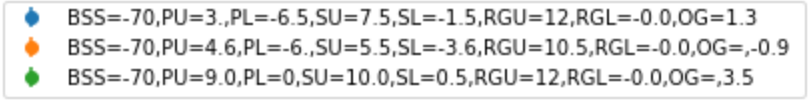 BSS=-70,PU=3.,PL=-6.5,SU=7.5,SL=-1.5,RGU=12,RGL=-0.0,OG=1.3
BSS=-70,PU=4.6,PL=-6.,SU=5.5,SL=-3.6,RGU=10.5,RGL=-0.0,OG=,-0.9
BSS=-70,PU=9.0,PL=0,SU=10.0,SL=0.5,RGU=12,RGL=-0.0,OG=,3.5